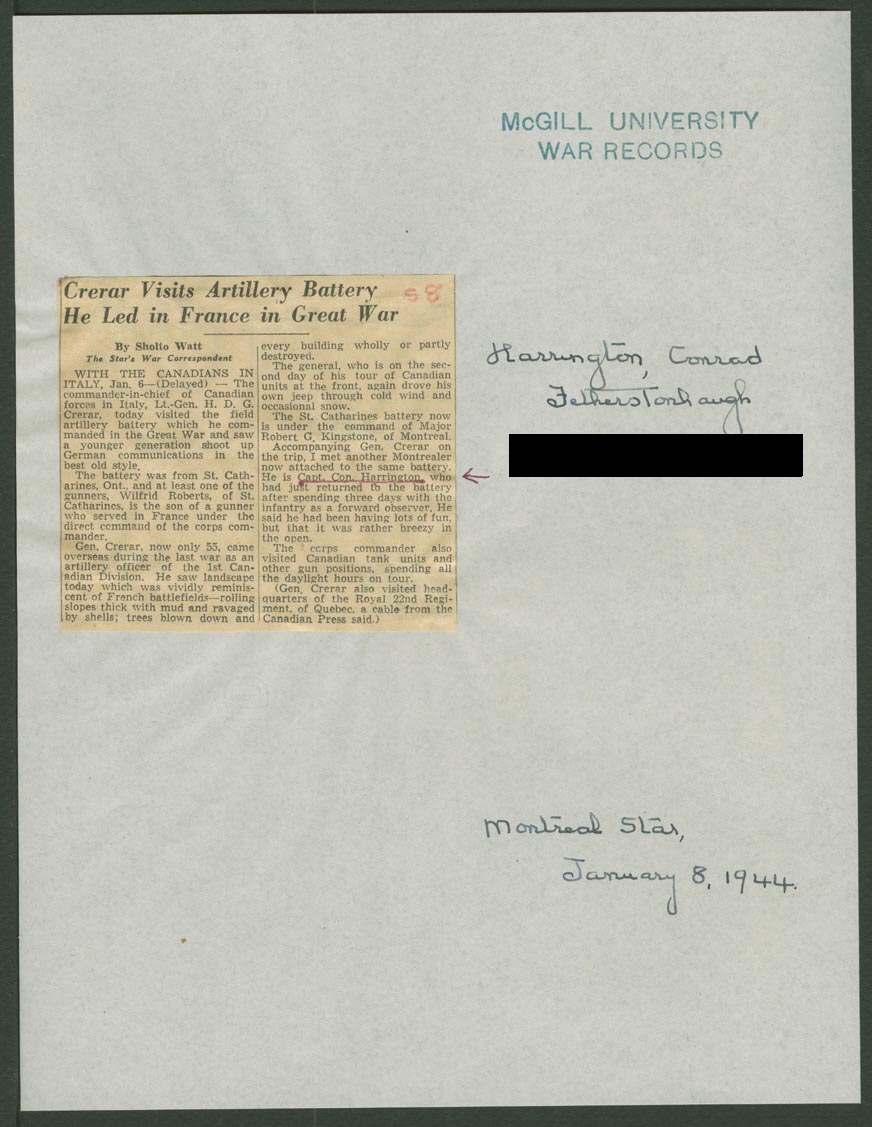 McGILL UNIVERSITY
WAR RECORDS
Crerar Visits Artillery Battery
He Led in France in Great War
S8
By Sholto Watt
The Star's War Correspondent
WITH THE CANADIANS IN
ITALY, Jan. 6—(Delayed) — The
commander-in-chief of Canadian
forces in Italy, Lt.-Gen. H. D. G.
Crerar, today visited the field
artillery battery which he com-
manded in the Great War and saw
a younger generation shoot up
German communications in the
best old style.
The battery was from St. Cath-
arines, Ont., and at least one of the
gunners, Wilfrid Roberts, of St.
Catharines, is the son of a gunner
who served in France under the
direct command of the corps com-
mander.
Gen. Crerar, now only 55, came
overseas during the last war as an
artillery officer of the 1st Can-
adian Division. He saw landscape
today which was vividly reminis-
cent of French battlefields—rolling
slopes thick with mud and ravaged
by shells; trees blown down and
every building wholly or partly
destroyed.
The general, who is on the sec-
ond day of his tour of Canadian
units at the front, again drove his
own jeep through cold wind and
occasional snow.
The St. Catharines battery now
is under the command of Major
Robert G. Kingstone, of Montreal.
Accompanying Gen. Crerar on
the trip, I met another Montrealer
now attached to the same battery.
He is Capt. Con. Harrington, who
had just returned to the battery
after spending three days with the
infantry as a forward observer. He
said he had been having lots of fun,
but that it was rather breezy in
the open.
The corps commander also
visited Canadian tank units and
other gun positions, spending all
the daylight hours on tour.
(Gen. Crerar also visited head-
quarters of the Royal 22nd Regi-
ment, of Quebec, a cable from the
Canadian Press said.)
Harrington, Conrad
Fetherstonhaugh
Montreal Star,
January 8, 1944.